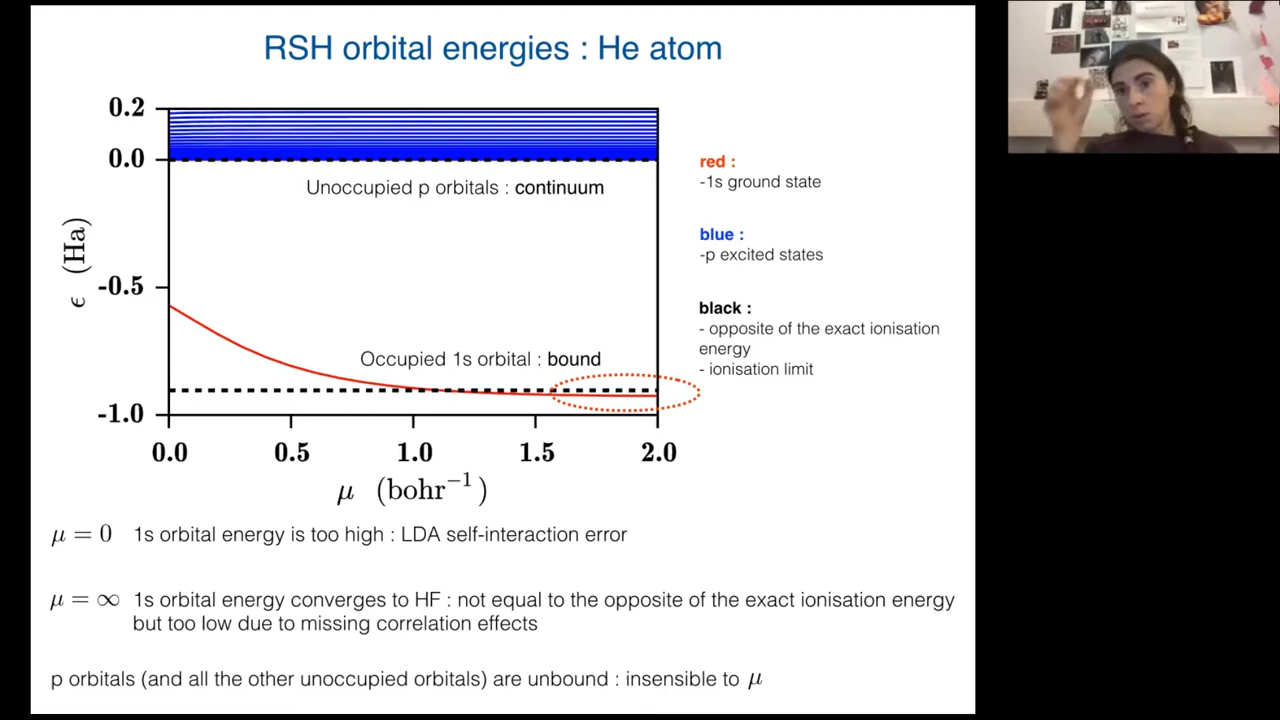 RSH orbital energies : He atom
0.2
0.0
-0.5
-1.0
ϵ (Ha)
Unoccupied p orbitals : continuum
Occupied 1s orbital : bound
0.0 0.5 1.0 1.5 2.0
μ (bohr⁻¹)
red :
-1s ground state
blue :
-p excited states
black :
- opposite of the exact ionisation
energy
- ionisation limit
μ = 0 1s orbital energy is too high : LDA self-interaction error
μ = ∞ 1s orbital energy converges to HF : not equal to the opposite of the exact ionisation energy
but too low due to missing correlation effects
p orbitals (and all the other unoccupied orbitals) are unbound : insensible to μ